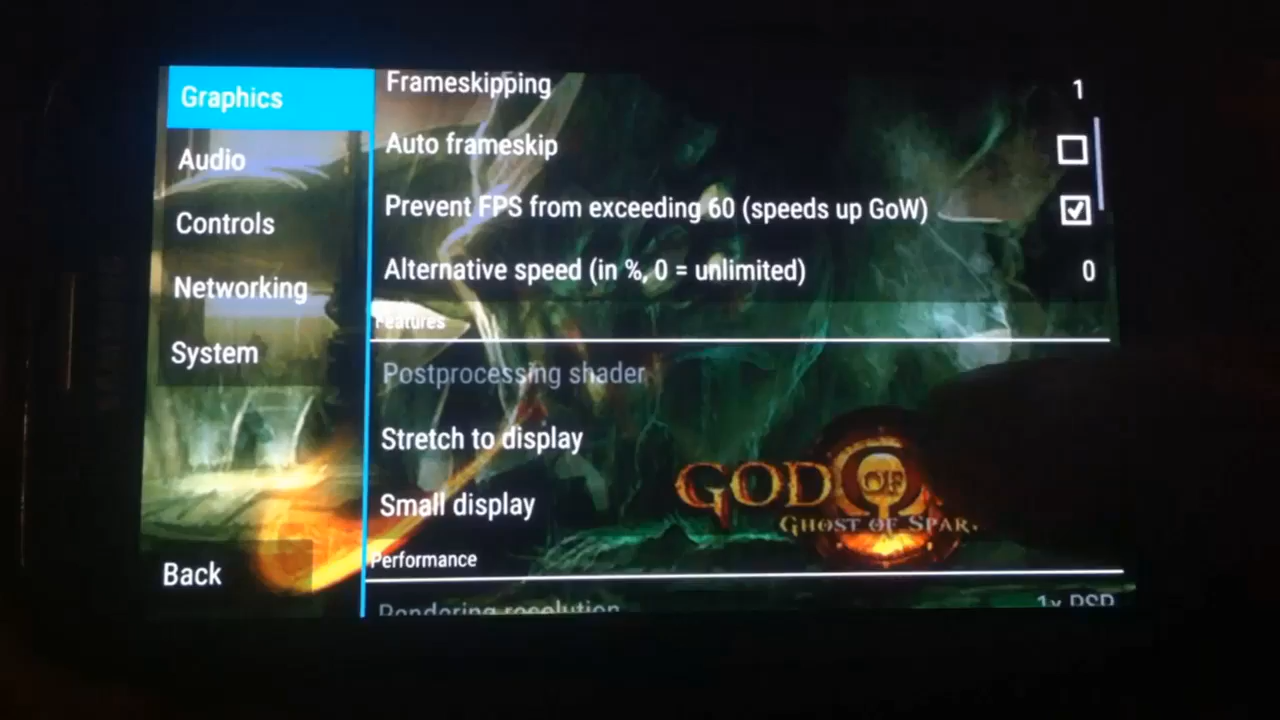 Graphics
Audio
Controls
Networking
System
Back
Frameskipping 1
Auto frameskip
Prevent FPS from exceeding 60 (speeds up GoW)
Alternative speed (in %, 0 = unlimited) 0
Features
Postprocessing shader
Stretch to display
Small display
Performance
Rendering resolution 1x PSP
GOD OF
GHOST OF SPAR